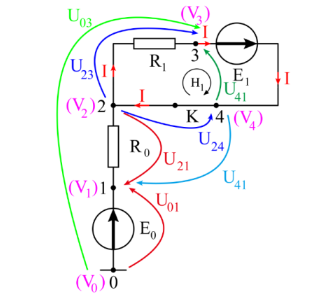 U03
(V3)
I
3
U23
R1
E1
I
I
H1
U41
(V2)
2
I
K
4
(V4)
U24
R0
U21
U41
(V1)
1
U01
E0
(V0)
0